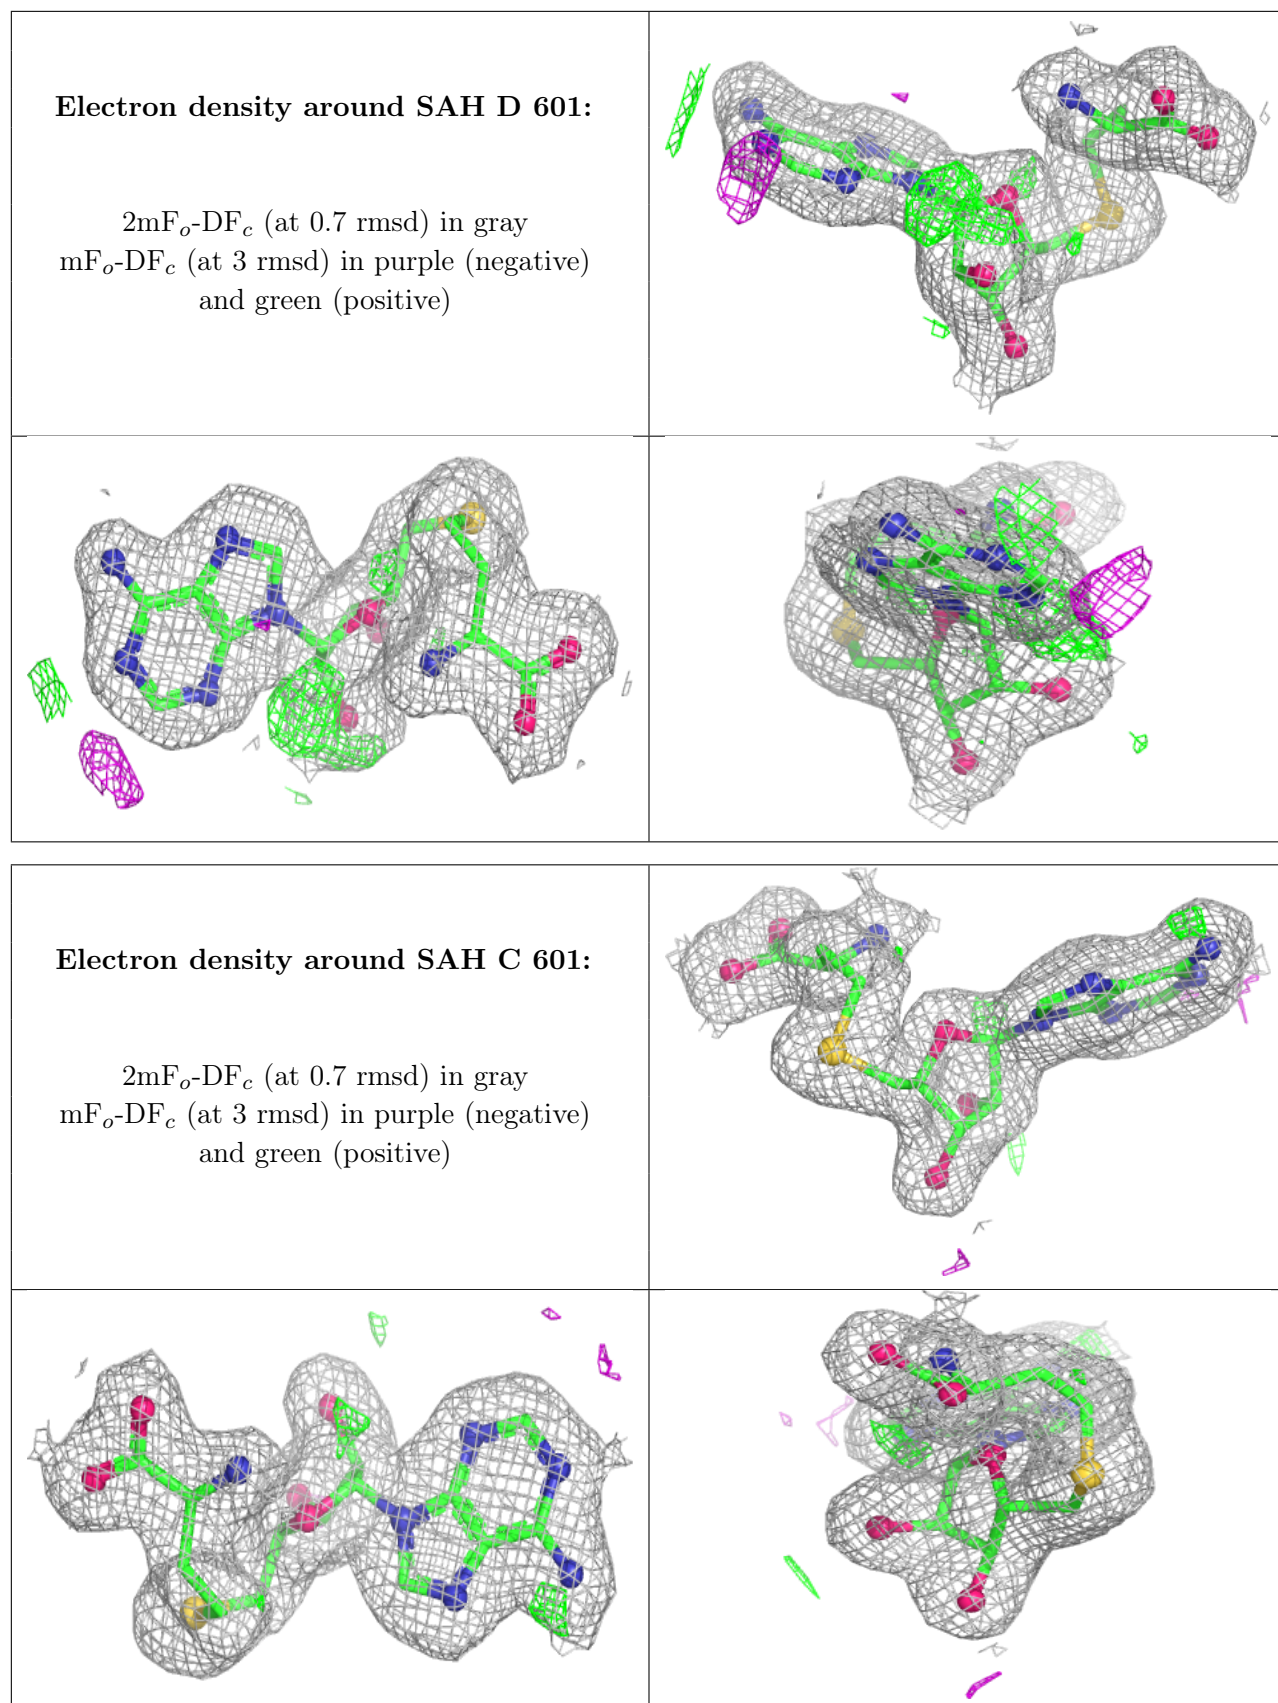 Electron density around SAH D 601:
2mFo-DFc (at 0.7 rmsd) in gray
mFo-DFc (at 3 rmsd) in purple (negative)
and green (positive)
Electron density around SAH C 601:
2mFo-DFc (at 0.7 rmsd) in gray
mFo-DFc (at 3 rmsd) in purple (negative)
and green (positive)